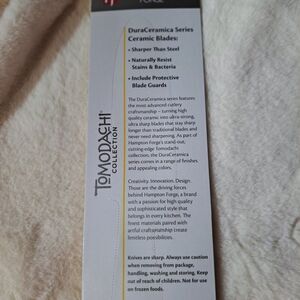 DuraCeramica Series
Ceramic Blades:
• Sharper Than Steel
• Naturally Resist
Stains & Bacteria
• Include Protective
Blade Guards
The DuraCeramica series features
the most advanced cutlery
craftsmanship – turning high
quality ceramic into ultra-strong,
ultra sharp blades that stay sharp
longer than traditional blades and
never need sharpening. As part
of Hampton Forge's stand-out,
cutting-edge Tomodachi
collection, the DuraCeramica
series comes in a range of finishes
and appealing colors.
Creativity. Innovation. Design.
Those are the driving forces
behind Hampton Forge, a brand
with a passion for high quality
and sophisticated style that
belongs in every kitchen. The
finest materials paired with
artful craftsmanship create
limitless possibilities.
Knives are sharp. Always use caution
when removing from package,
handling, washing and storing. Keep
out of reach of children. Not for use
on frozen foods.
TOMODACHI
COLLECTION